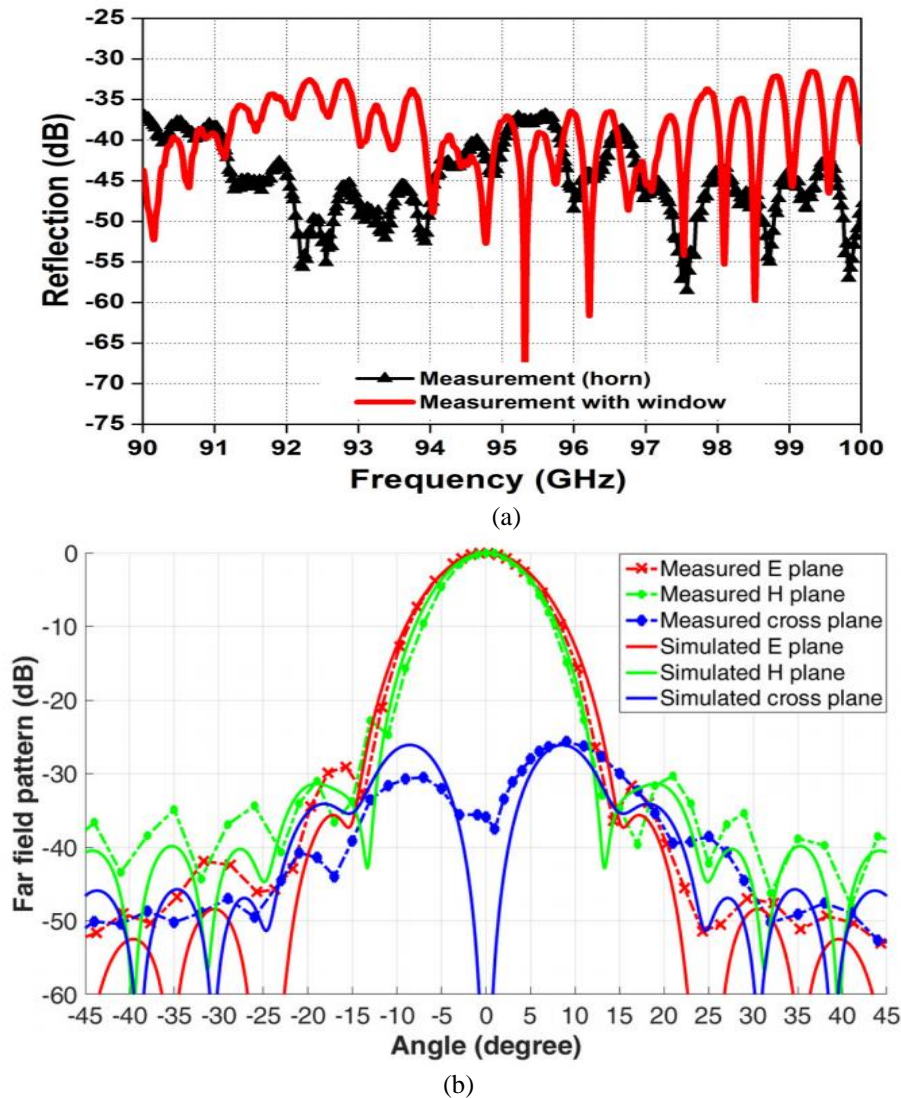 -25
-30
-35
-40
-45
-50
-55
-60
-65
-70
-75
Reflection (dB)
Measurement (horn)
Measurement with window
90 91 92 93 94 95 96 97 98 99 100
Frequency (GHz)
(a)
0
-10
-20
-30
-40
-50
-60
Far field pattern (dB)
Measured E plane
Measured H plane
Measured cross plane
Simulated E plane
Simulated H plane
Simulated cross plane
-45 -40 -35 -30 -25 -20 -15 -10 -5 0 5 10 15 20 25 30 35 40 45
Angle (degree)
(b)